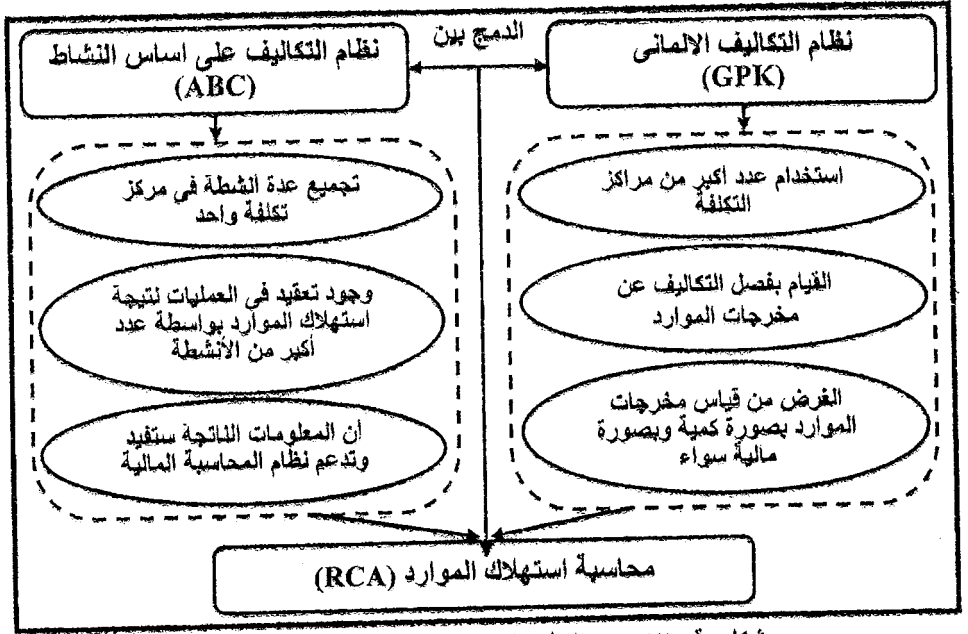 نظام التكاليف الالمانى
(GPK)
الدمج بين
نظام التكاليف على اساس النشاط
(ABC)
استخدام عدد أكبر من مراكز
التكلفة
القيام بفصل التكاليف عن
مخرجات الموارد
الغرض من قياس مخرجات
الموارد بصورة كمية وبصورة
مالية سواء
تجميع عدة أنشطة في مركز
تكلفة واحد
وجود تعقيد فى العمليات نتيجة
استهلاك الموارد بواسطة عدد
أكبر من الأنشطة
أن المعلومات الناتجة ستفيد
وتدعم نظام المحاسبة المالية
محاسبة استهلاك الموارد (RCA)